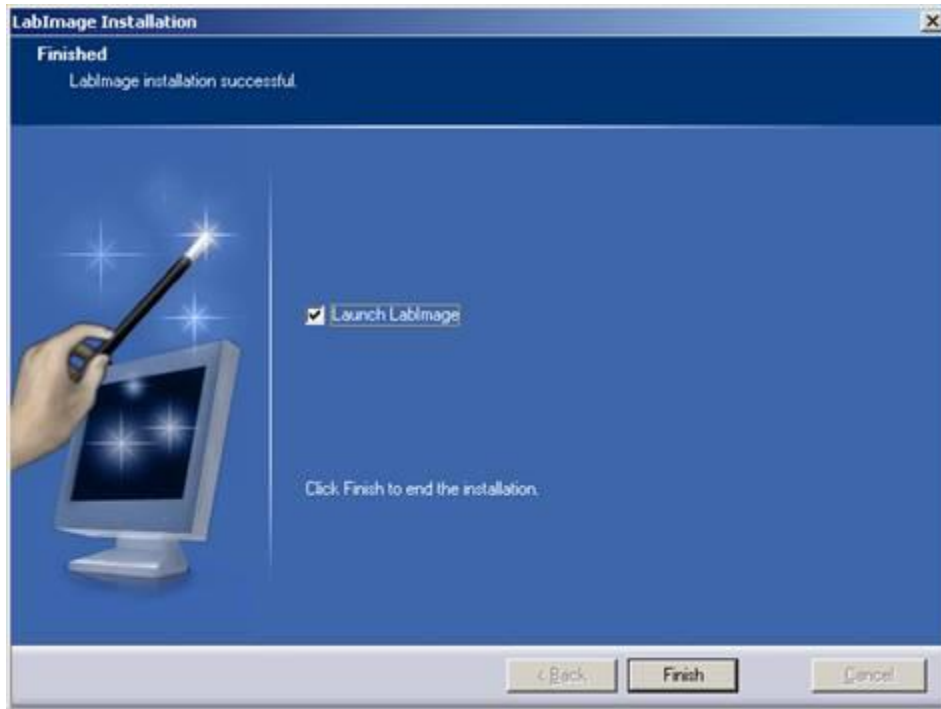 LabImage Installation
Finished
LabImage installation successful.
Launch LabImage
Click Finish to end the installation.
< Back
Finish
Cancel